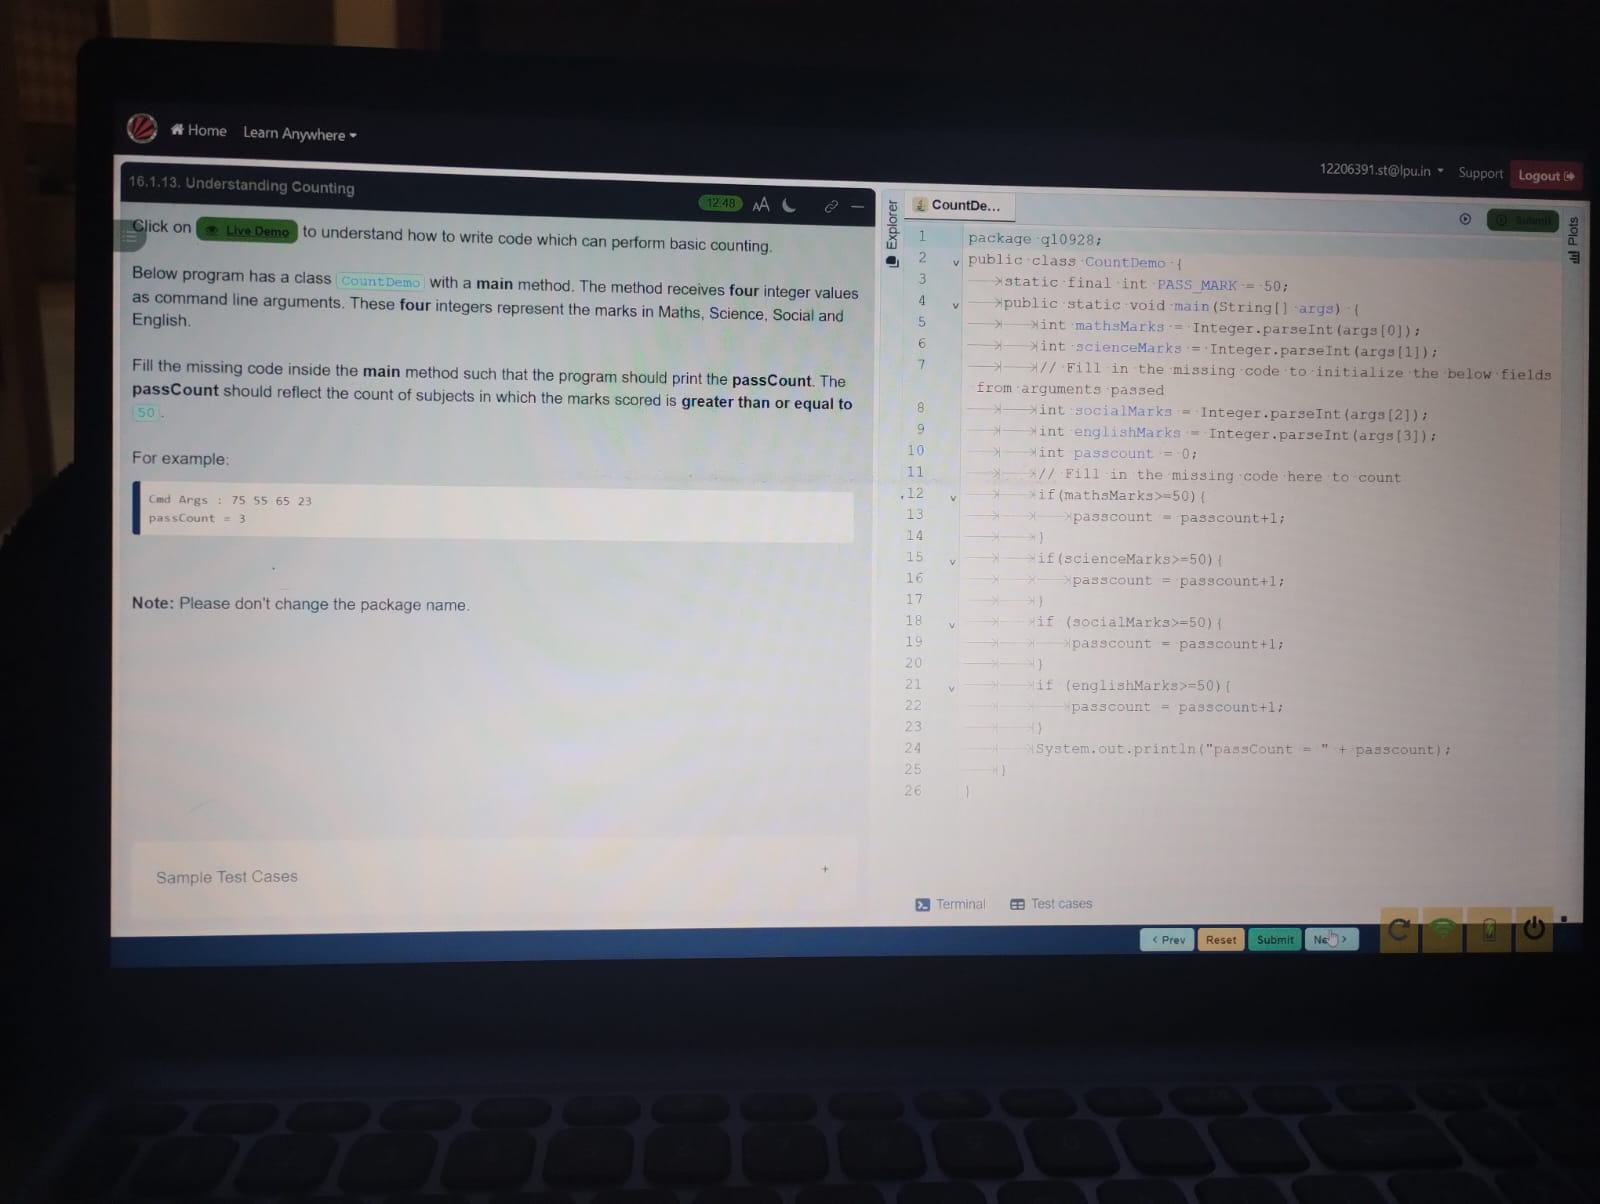 Home Learn Anywhere
12206391.st@lpu.in Support Logout
16.1.13. Understanding Counting
12:48 AA
Click on Live Demo to understand how to write code which can perform basic counting.
Below program has a class CountDemo with a main method. The method receives four integer values
as command line arguments. These four integers represent the marks in Maths, Science, Social and
English.
Fill the missing code inside the main method such that the program should print the passCount. The
passCount should reflect the count of subjects in which the marks scored is greater than or equal to
50.
For example:
Cmd Args : 75 55 65 23
passCount = 3
Note: Please don't change the package name.
Sample Test Cases +
Explorer
CountDe...
Submit
Plots
1 package q10928;
2 public class CountDemo {
3 static final int PASS_MARK = 50;
4 public static void main(String[] args) {
5 int mathsMarks = Integer.parseInt(args[0]);
6 int scienceMarks = Integer.parseInt(args[1]);
7 // Fill in the missing code to initialize the below fields
from arguments passed
8 int socialMarks = Integer.parseInt(args[2]);
9 int englishMarks = Integer.parseInt(args[3]);
10 int passcount = 0;
11 // Fill in the missing code here to count
12 if(mathsMarks>=50){
13 passcount = passcount+1;
14 }
15 if(scienceMarks>=50){
16 passcount = passcount+1;
17 }
18 if (socialMarks>=50){
19 passcount = passcount+1;
20 }
21 if (englishMarks>=50){
22 passcount = passcount+1;
23 }
24 System.out.println("passCount = " + passcount);
25 }
26 }
Terminal Test cases
< Prev Reset Submit >